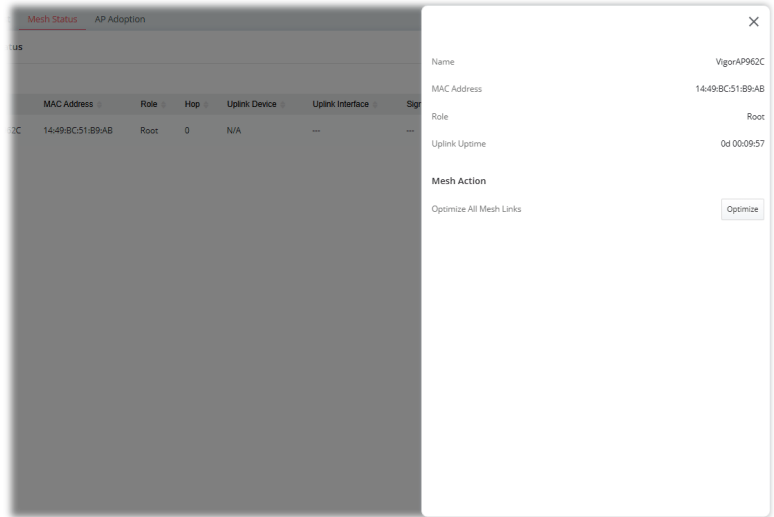 Mesh Status AP Adoption
tus
MAC Address Role Hop Uplink Device Uplink Interface Sigr
62C 14:49:BC:51:B9:AB Root 0 N/A --- ---
Name VigorAP962C
MAC Address 14:49:BC:51:B9:AB
Role Root
Uplink Uptime 0d 00:09:57
Mesh Action
Optimize All Mesh Links Optimize